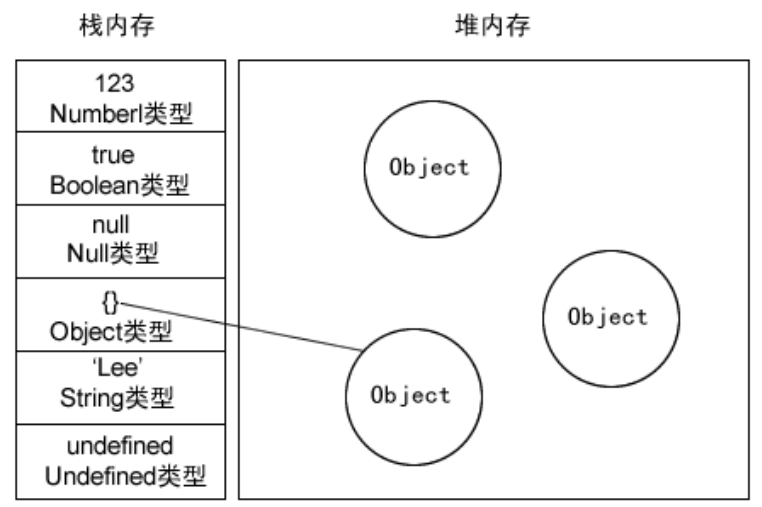 栈内存
堆内存
123
Numberl类型
true
Boolean类型
null
Null类型
{}
Object类型
‘Lee’
String类型
undefined
Undefined类型
Object
Object
Object